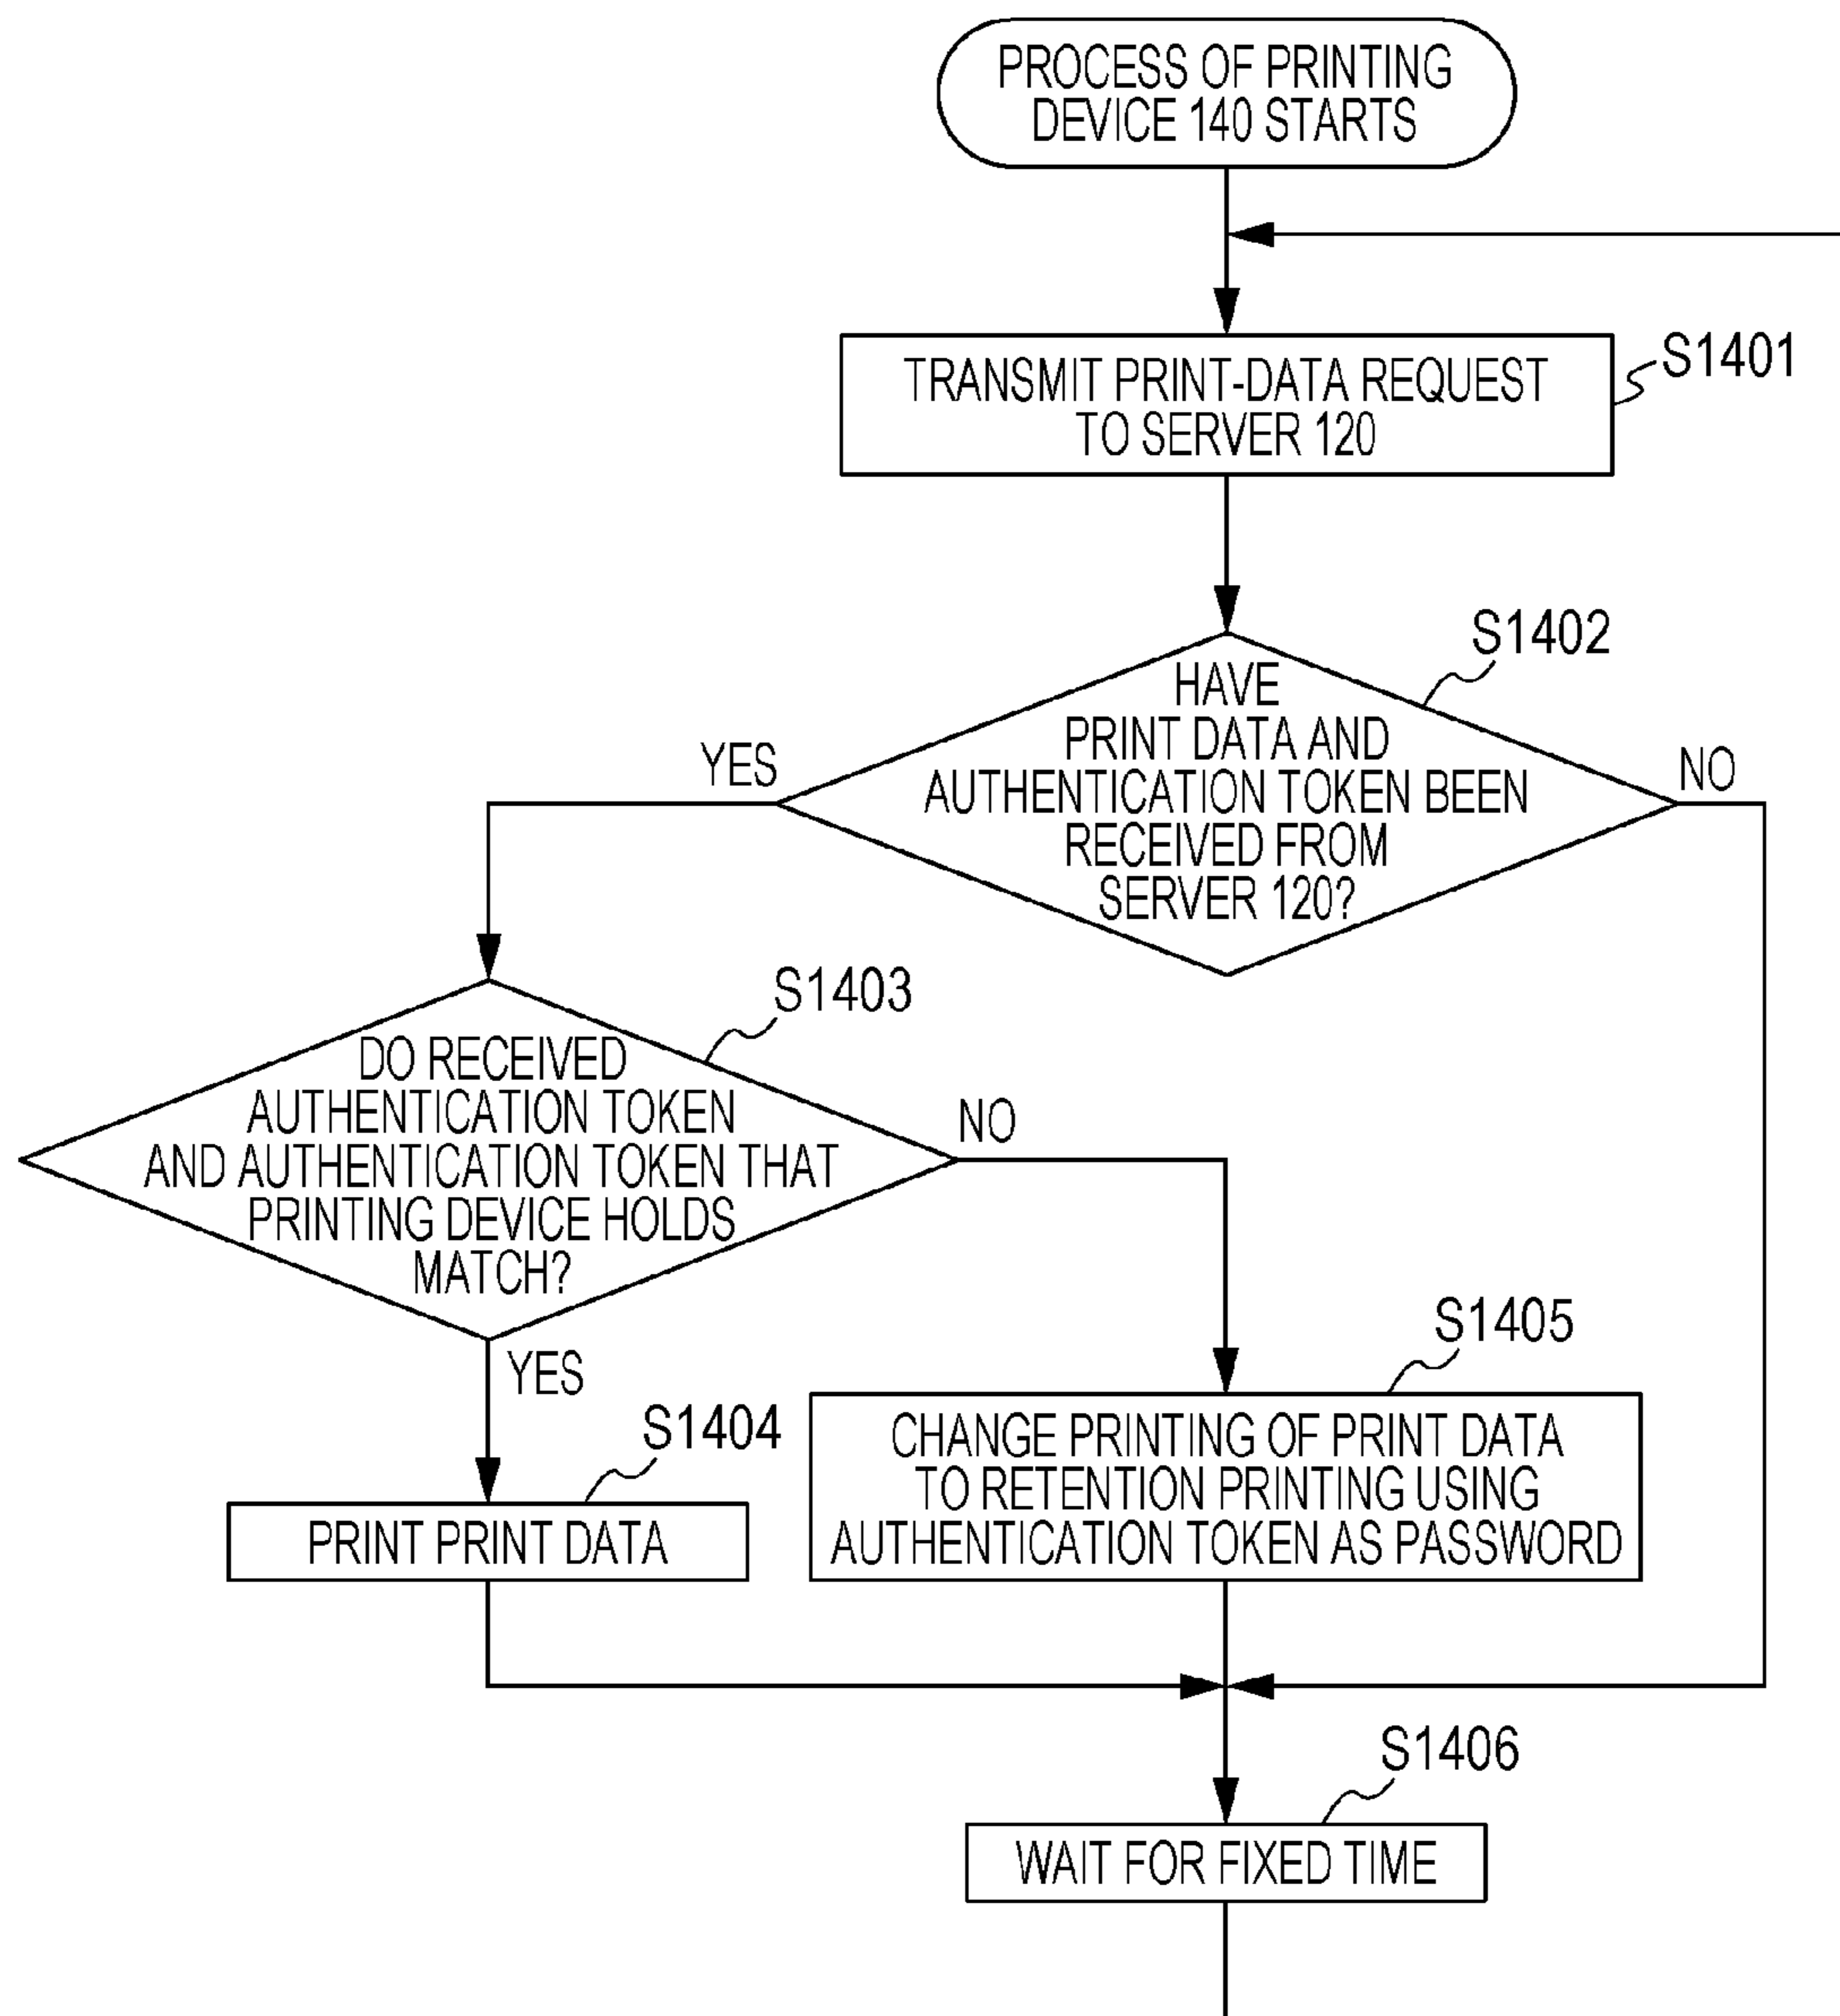 PROCESS OF PRINTING
DEVICE 140 STARTS
TRANSMIT PRINT-DATA REQUEST
TO SERVER 120
S1401
S1402
HAVE
PRINT DATA AND
AUTHENTICATION TOKEN BEEN
RECEIVED FROM
SERVER 120?
YES
NO
S1403
DO RECEIVED
AUTHENTICATION TOKEN
AND AUTHENTICATION TOKEN THAT
PRINTING DEVICE HOLDS
MATCH?
NO
YES
S1404
PRINT PRINT DATA
S1405
CHANGE PRINTING OF PRINT DATA
TO RETENTION PRINTING USING
AUTHENTICATION TOKEN AS PASSWORD
S1406
WAIT FOR FIXED TIME